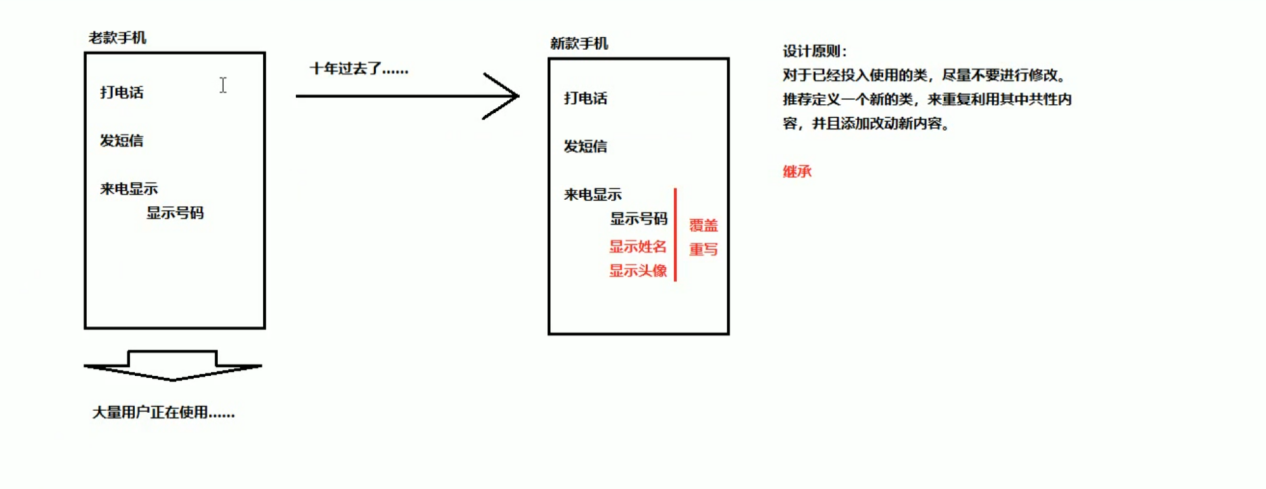 老款手机
打电话
发短信
来电显示
显示号码
大量用户正在使用......
十年过去了......
新款手机
打电话
发短信
来电显示
显示号码
显示姓名
显示头像
覆盖
重写
设计原则：
对于已经投入使用的类，尽量不要进行修改。
推荐定义一个新的类，来重复利用其中共性内
容，并且添加改动新内容。
继承